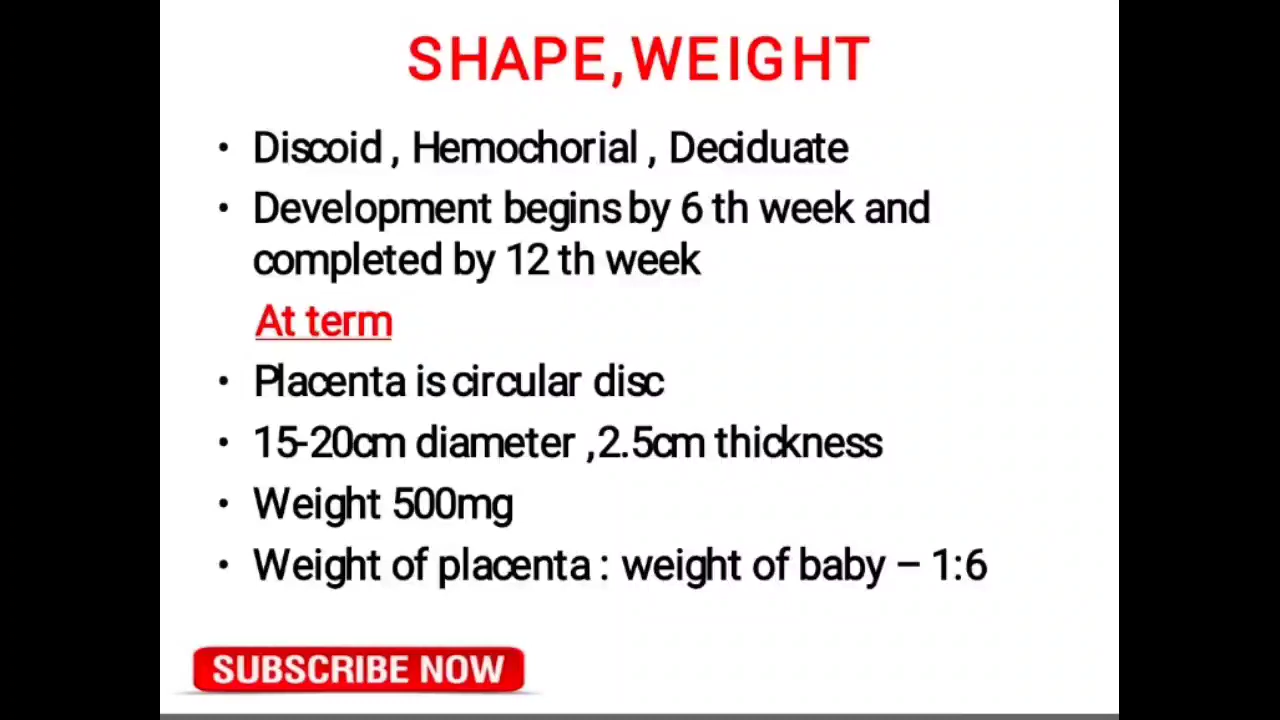 SHAPE,WEIGHT
• Discoid , Hemochorial , Deciduate
• Development begins by 6 th week and
completed by 12 th week
At term
• Placenta is circular disc
• 15-20cm diameter ,2.5cm thickness
• Weight 500mg
• Weight of placenta : weight of baby – 1:6
SUBSCRIBE NOW